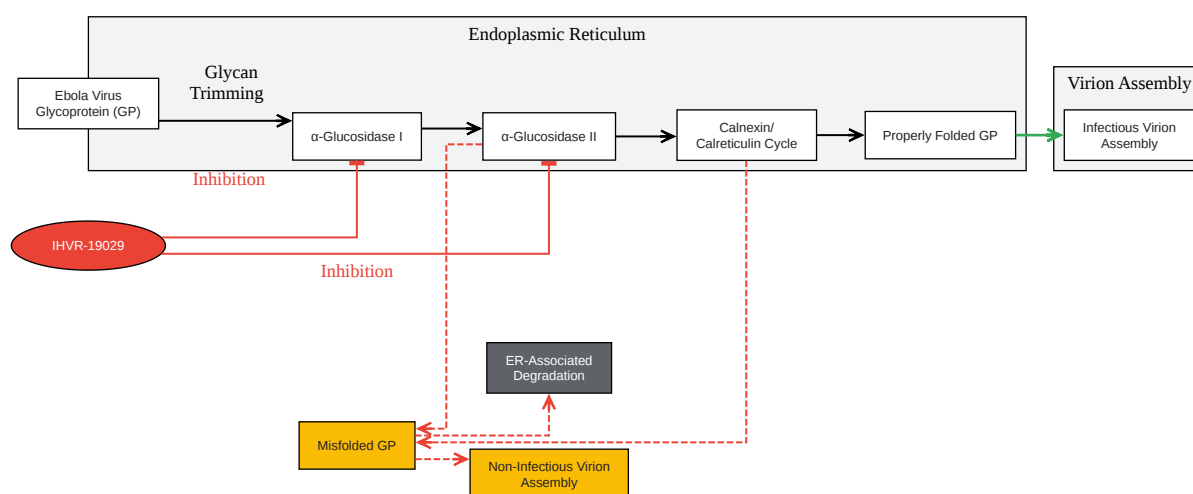 Endoplasmic Reticulum
Glycan
Trimming
Virion Assembly
Ebola Virus
Glycoprotein (GP)
α-Glucosidase I
α-Glucosidase II
Calnexin/
Calreticulin Cycle
Properly Folded GP
Infectious Virion
Assembly
Inhibition
IHVR-19029
Inhibition
ER-Associated
Degradation
Misfolded GP
Non-Infectious Virion
Assembly